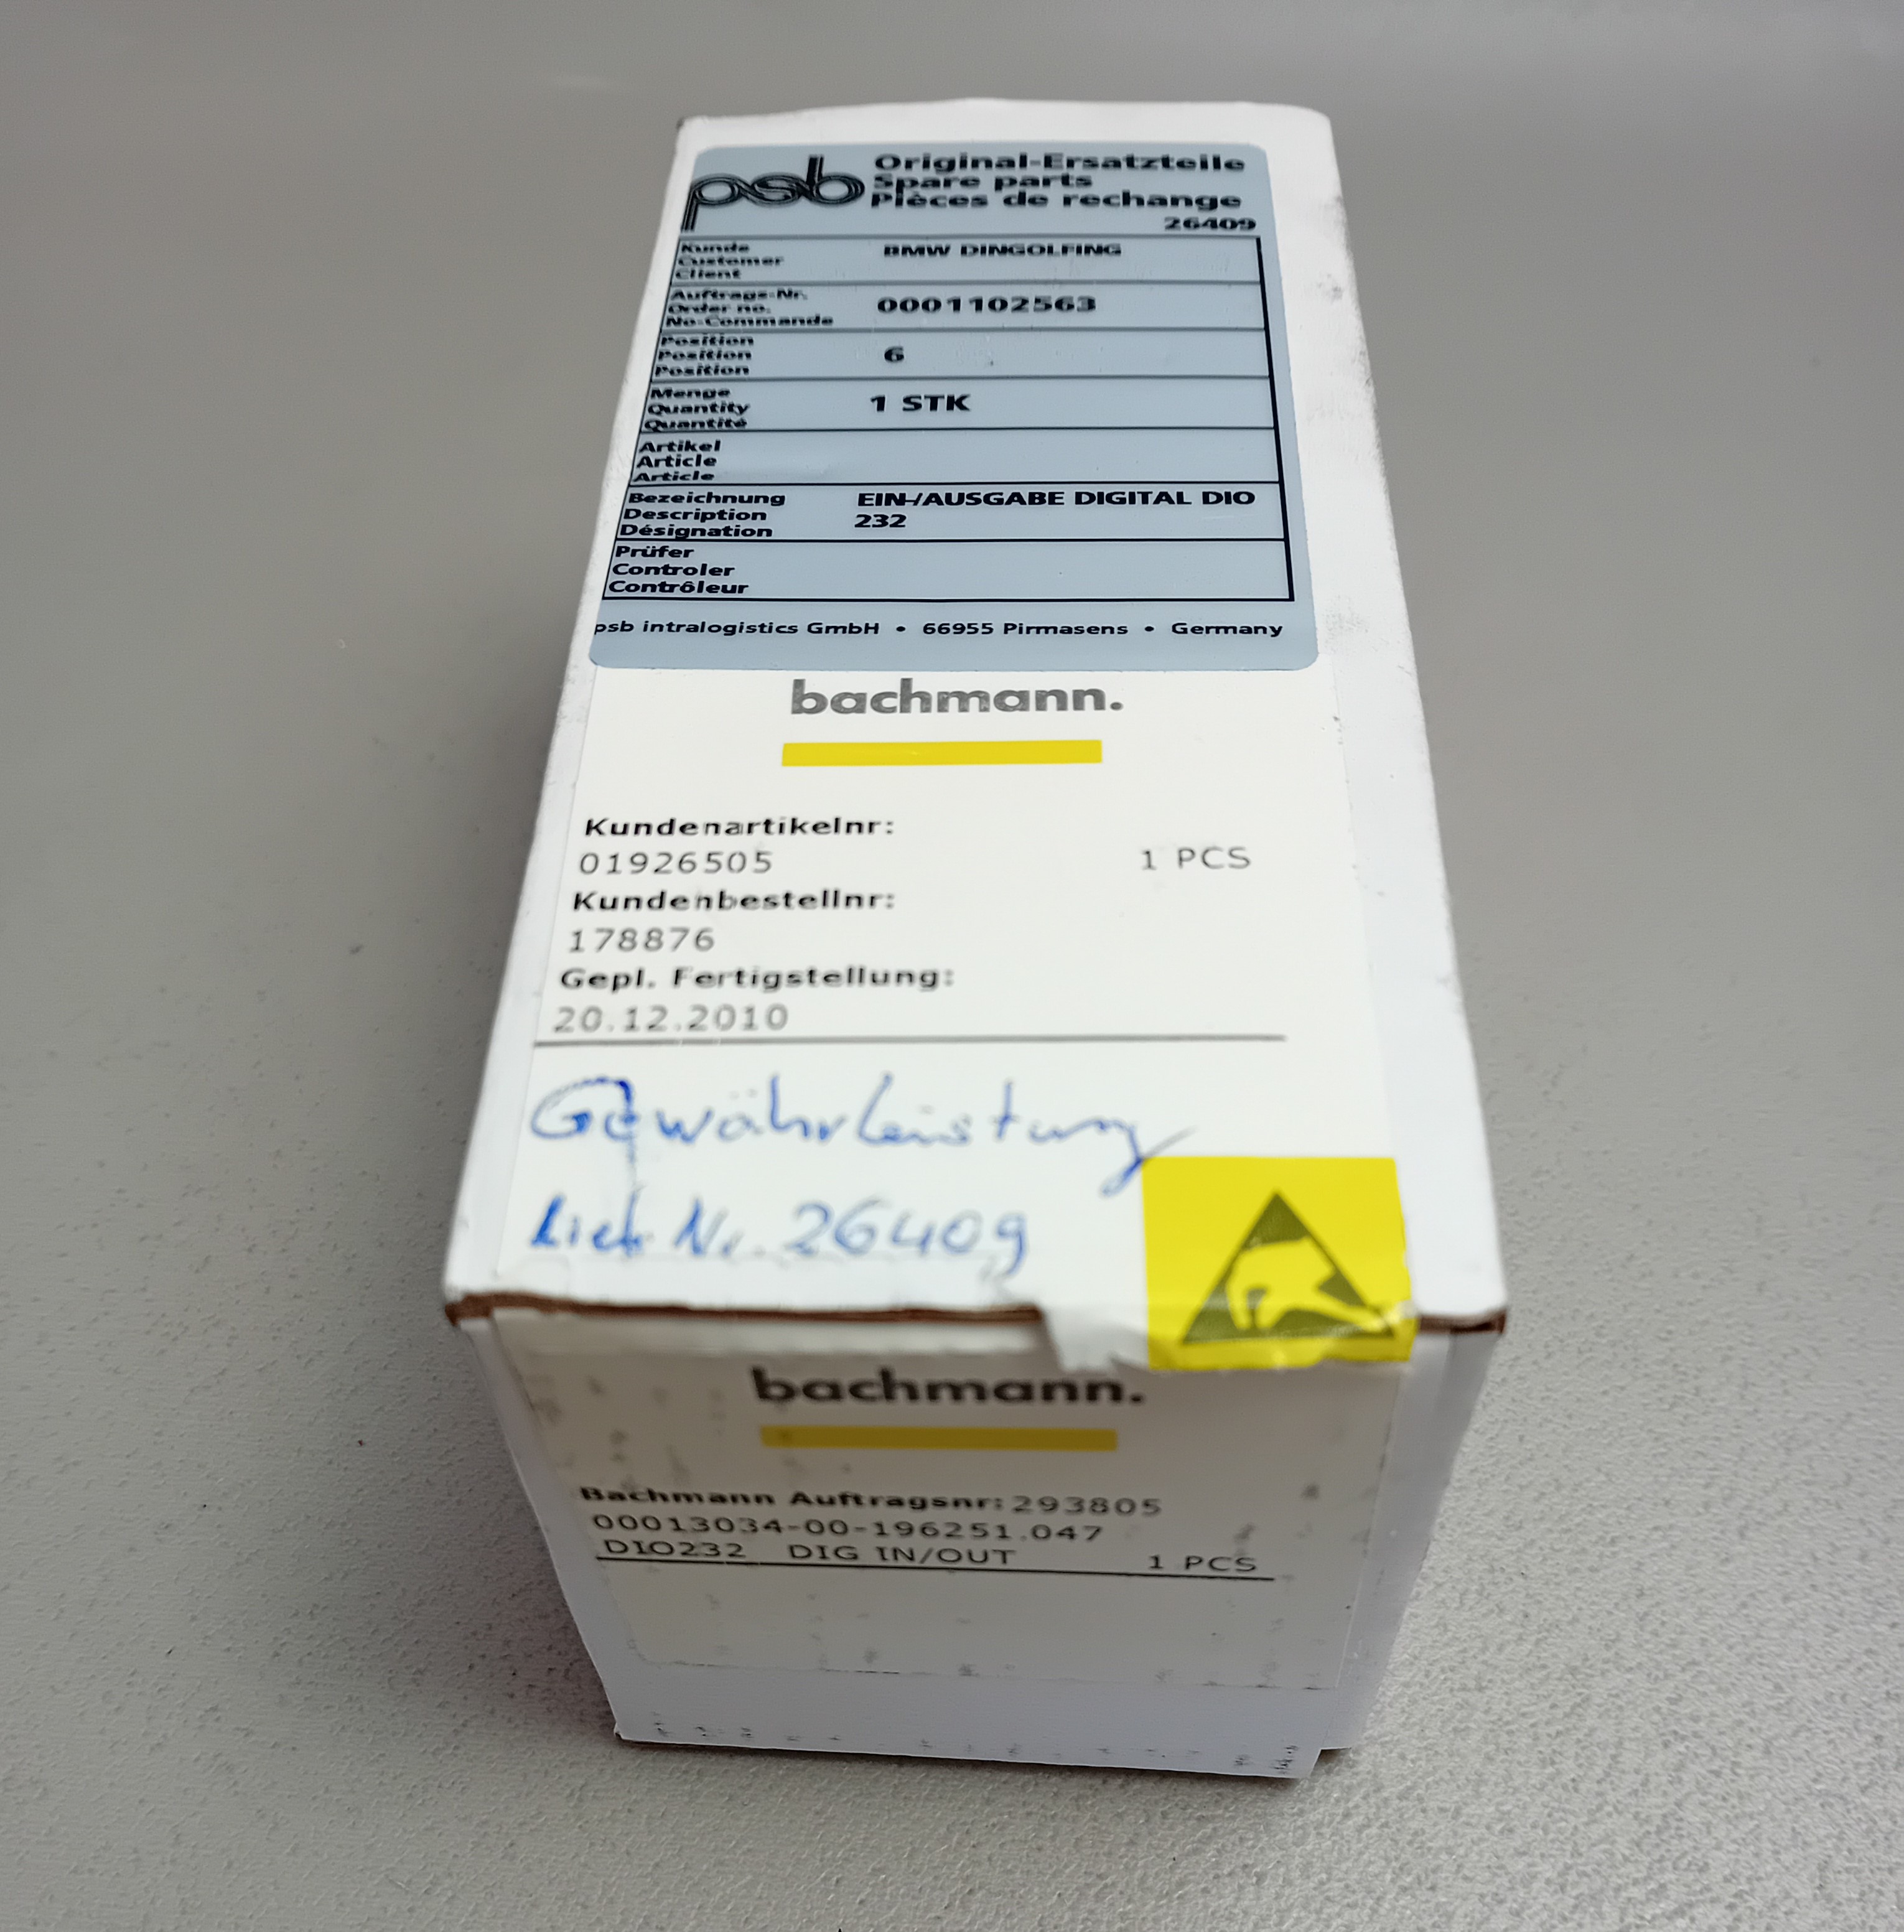 psb
Original-Ersatzteile
Spare parts
Pièces de rechange
26409
Kunde
Customer
Client
BMW DINGOLFING
Auftrags-Nr.
Order no.
No-Commande
0001102563
Position
Position
Position
6
Menge
Quantity
Quantité
1 STK
Artikel
Article
Article
Bezeichnung
Description
Désignation
EIN-/AUSGABE DIGITAL DIO
232
Prüfer
Controler
Contrôleur
psb intralogistics GmbH • 66955 Pirmasens • Germany
bachmann.
Kundenartikelnr:
01926505 1 PCS
Kundenbestellnr:
178876
Gepl. Fertigstellung:
20.12.2010
Gewährleistung
Lief. Nr. 26409
bachmann.
Bachmann Auftragsnr: 293805
00013034-00-196251.047
DIO232 DIG IN/OUT 1 PCS